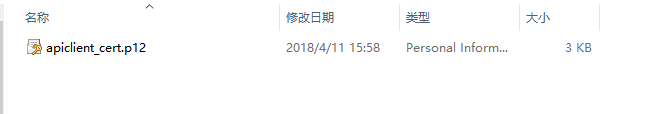 名称 修改日期 类型 大小
apiclient_cert.p12 2018/4/11 15:58 Personal Inform... 3 KB